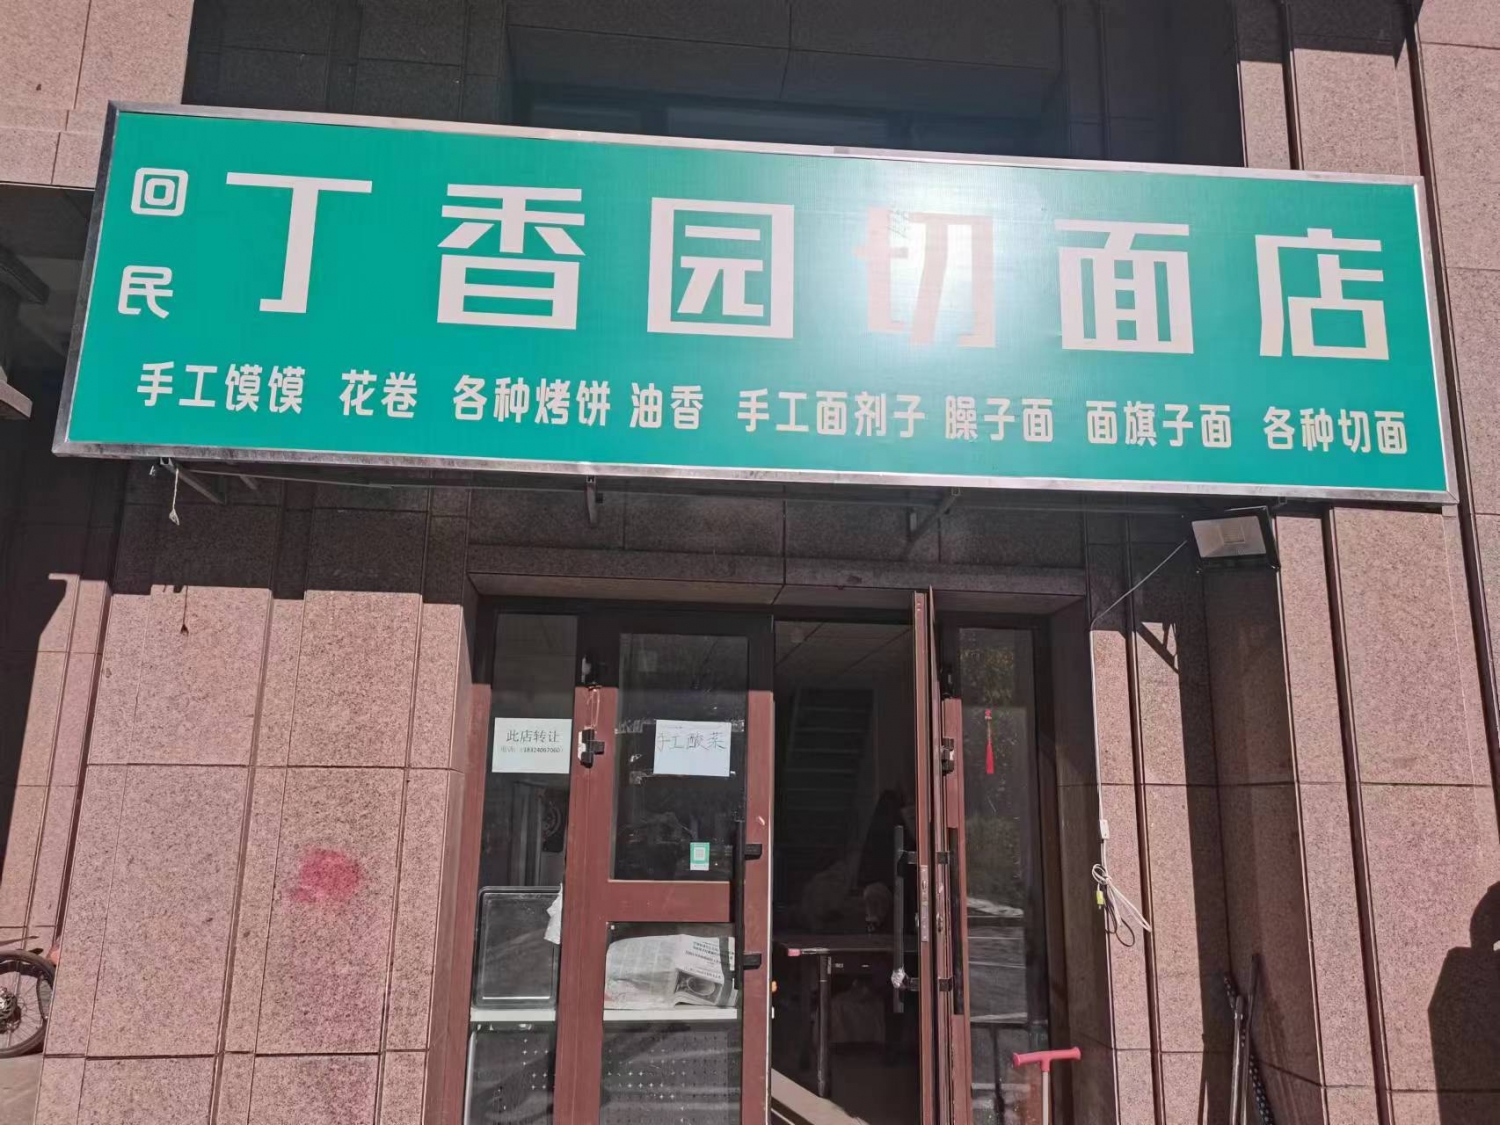 回民
丁香园切面店
手工馍馍 花卷 各种烤饼 油香 手工面剂子 臊子面 面旗子面 各种切面
此店转让
手工酸菜